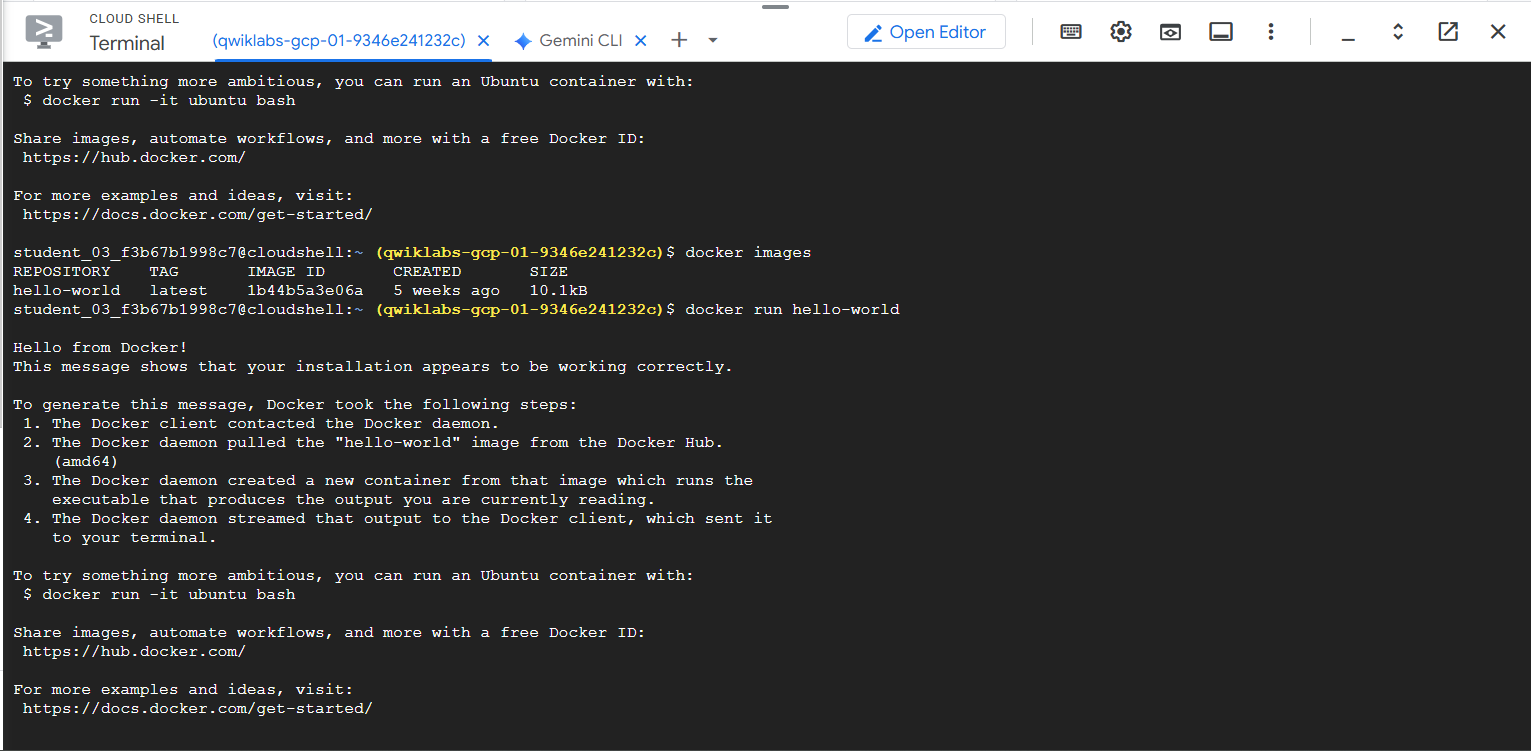 CLOUD SHELL
Terminal
(qwiklabs-gcp-01-9346e241232c)
Gemini CLI
Open Editor
To try something more ambitious, you can run an Ubuntu container with:
 $ docker run -it ubuntu bash
Share images, automate workflows, and more with a free Docker ID:
 https://hub.docker.com/
For more examples and ideas, visit:
 https://docs.docker.com/get-started/
student_03_f3b67b1998c7@cloudshell:~ (qwiklabs-gcp-01-9346e241232c)$ docker images
REPOSITORY    TAG       IMAGE ID       CREATED       SIZE
hello-world   latest    1b44b5a3e06a   5 weeks ago   10.1kB
student_03_f3b67b1998c7@cloudshell:~ (qwiklabs-gcp-01-9346e241232c)$ docker run hello-world
Hello from Docker!
This message shows that your installation appears to be working correctly.
To generate this message, Docker took the following steps:
 1. The Docker client contacted the Docker daemon.
 2. The Docker daemon pulled the "hello-world" image from the Docker Hub.
    (amd64)
 3. The Docker daemon created a new container from that image which runs the
    executable that produces the output you are currently reading.
 4. The Docker daemon streamed that output to the Docker client, which sent it
    to your terminal.
To try something more ambitious, you can run an Ubuntu container with:
 $ docker run -it ubuntu bash
Share images, automate workflows, and more with a free Docker ID:
 https://hub.docker.com/
For more examples and ideas, visit:
 https://docs.docker.com/get-started/